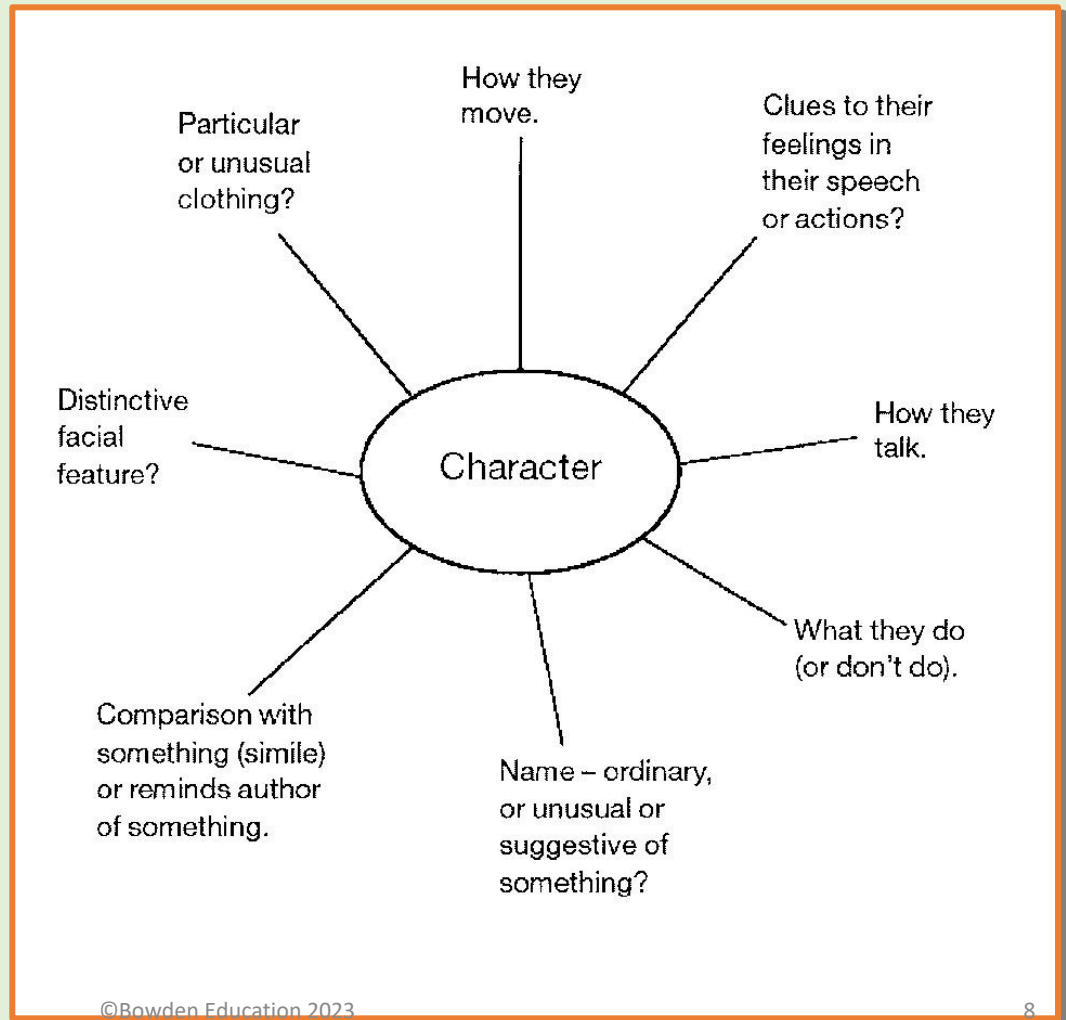 How they
move.
Particular
or unusual
clothing?
Clues to their
feelings in
their speech
or actions?
Distinctive
facial
feature?
Character
How they
talk.
What they do
(or don't do).
Comparison with
something (simile)
or reminds author
of something.
Name – ordinary,
or unusual or
suggestive of
something?
©Bowden Education 2023
8